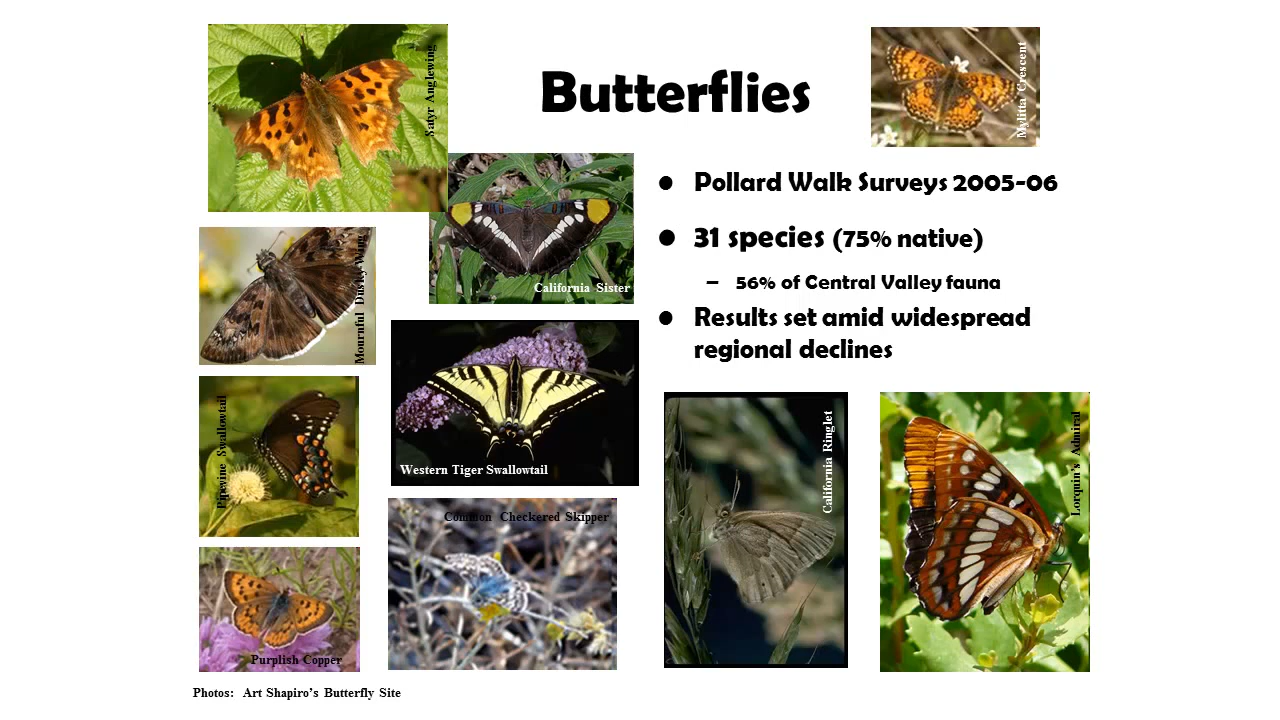 Butterflies
Satyr Anglewing
Mylitta Crescent
• Pollard Walk Surveys 2005-06
• 31 species (75% native)
– 56% of Central Valley fauna
• Results set amid widespread
regional declines
California Sister
Mournful Dusky Wing
Western Tiger Swallowtail
Pipevine Swallowtail
California Ringlet
Lorquin's Admiral
Common Checkered Skipper
Purplish Copper
Photos: Art Shapiro's Butterfly Site